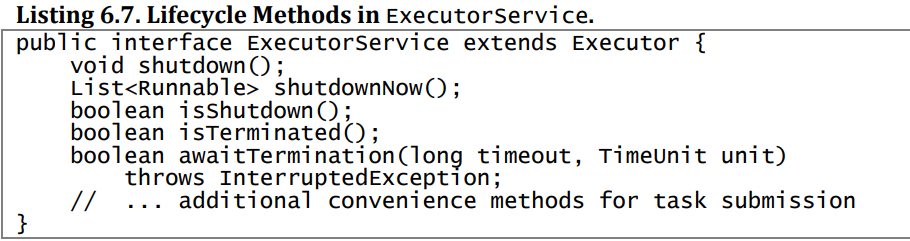 Listing 6.7. Lifecycle Methods in ExecutorService.
public interface ExecutorService extends Executor {
    void shutdown();
    List<Runnable> shutdownNow();
    boolean isShutdown();
    boolean isTerminated();
    boolean awaitTermination(long timeout, TimeUnit unit)
        throws InterruptedException;
    //  ... additional convenience methods for task submission
}